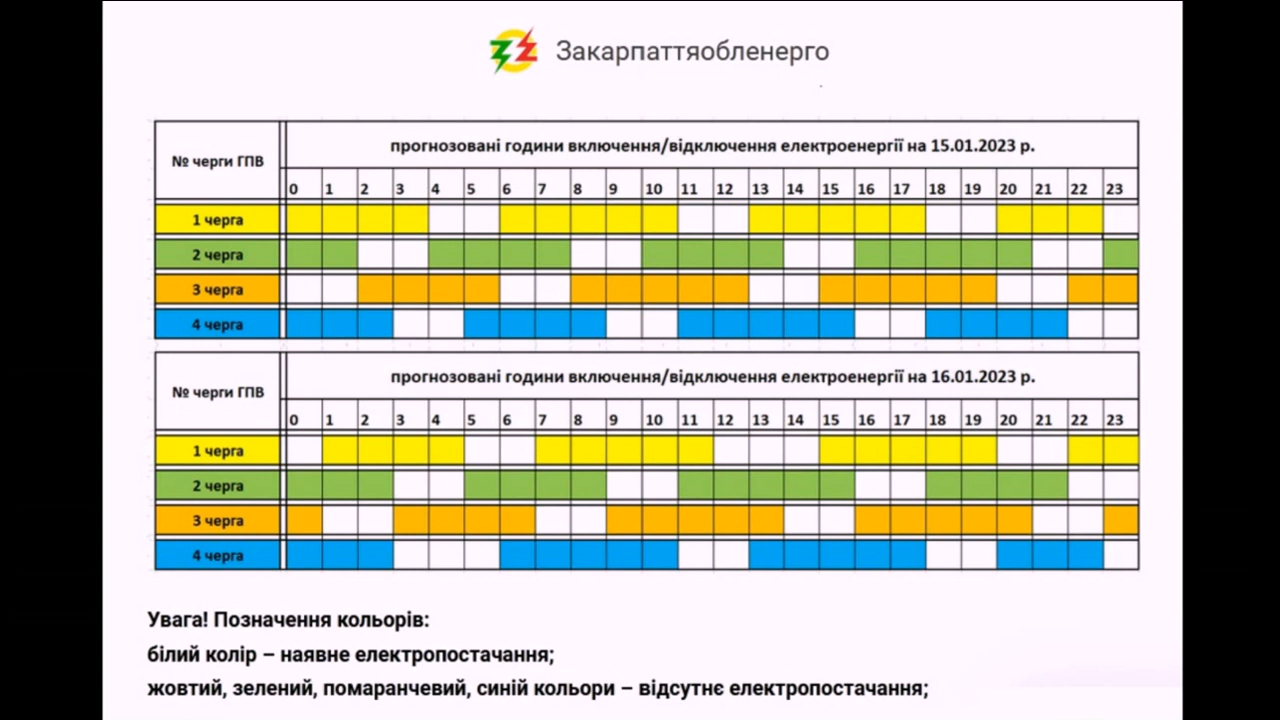 Закарпаттяобленерго
№ черги ГПВ
прогнозовані години включення/відключення електроенергії на 15.01.2023 р.
0 1 2 3 4 5 6 7 8 9 10 11 12 13 14 15 16 17 18 19 20 21 22 23
1 черга
2 черга
3 черга
4 черга
№ черги ГПВ
прогнозовані години включення/відключення електроенергії на 16.01.2023 р.
0 1 2 3 4 5 6 7 8 9 10 11 12 13 14 15 16 17 18 19 20 21 22 23
1 черга
2 черга
3 черга
4 черга
Увага! Позначення кольорів:
білий колір – наявне електропостачання;
жовтий, зелений, помаранчевий, синій кольори – відсутнє електропостачання;